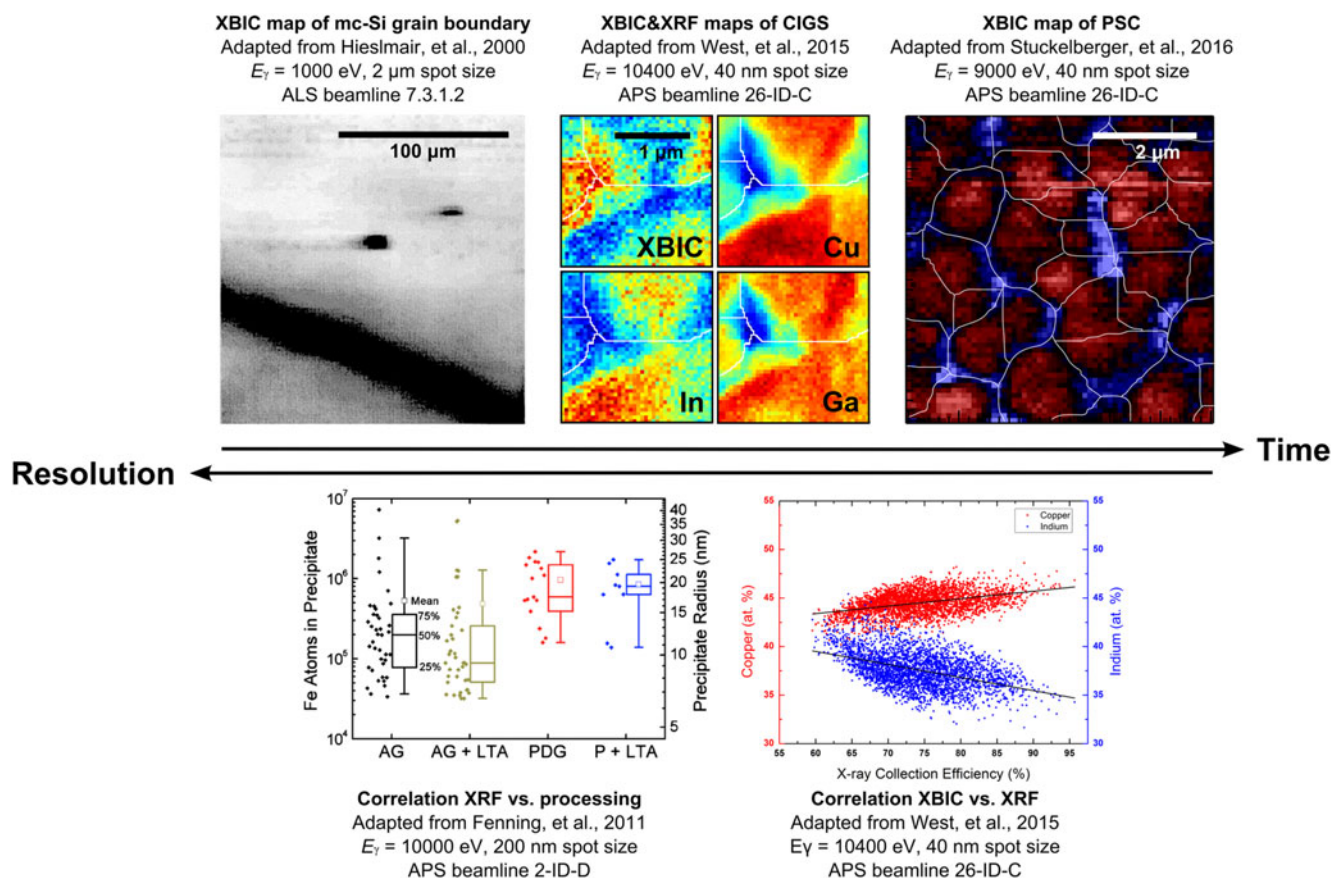 XBIC map of mc-Si grain boundary
Adapted from Hieslmair, et al., 2000
Eγ = 1000 eV, 2 μm spot size
ALS beamline 7.3.1.2
100 μm
XBIC&XRF maps of CIGS
Adapted from West, et al., 2015
Eγ = 10400 eV, 40 nm spot size
APS beamline 26-ID-C
1 μm
XBIC
Cu
In
Ga
XBIC map of PSC
Adapted from Stuckelberger, et al., 2016
Eγ = 9000 eV, 40 nm spot size
APS beamline 26-ID-C
2 μm
Time
Resolution
Fe Atoms in Precipitate
10⁷
10⁶
10⁵
10⁴
Mean
75%
50%
25%
AG
AG + LTA
PDG
P + LTA
40
35
30
25
20
15
10
5
Precipitate Radius (nm)
Correlation XRF vs. processing
Adapted from Fenning, et al., 2011
Eγ = 10000 eV, 200 nm spot size
APS beamline 2-ID-D
Copper (at. %)
55
50
45
40
35
30
Copper
Indium
55
50
45
40
35
30
Indium (at. %)
55 60 65 70 75 80 85 90 95
X-ray Collection Efficiency (%)
Correlation XBIC vs. XRF
Adapted from West, et al., 2015
Eγ = 10400 eV, 40 nm spot size
APS beamline 26-ID-C